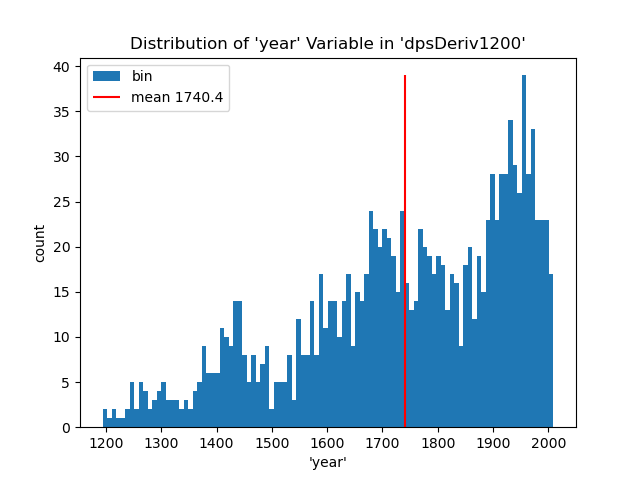 Distribution of 'year' Variable in 'dpsDeriv1200'
bin
mean 1740.4
40
35
30
25
20
15
10
5
0
count
1200 1300 1400 1500 1600 1700 1800 1900 2000
'year'